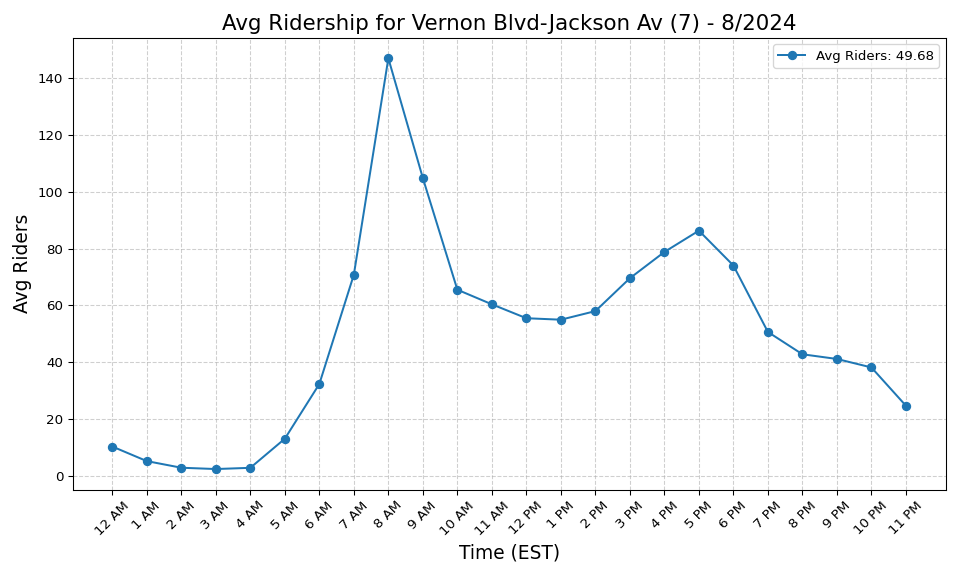 Avg Ridership for Vernon Blvd-Jackson Av (7) - 8/2024
Avg Riders: 49.68
Avg Riders
140
120
100
80
60
40
20
0
12 AM
1 AM
2 AM
3 AM
4 AM
5 AM
6 AM
7 AM
8 AM
9 AM
10 AM
11 AM
12 PM
1 PM
2 PM
3 PM
4 PM
5 PM
6 PM
7 PM
8 PM
9 PM
10 PM
11 PM
Time (EST)